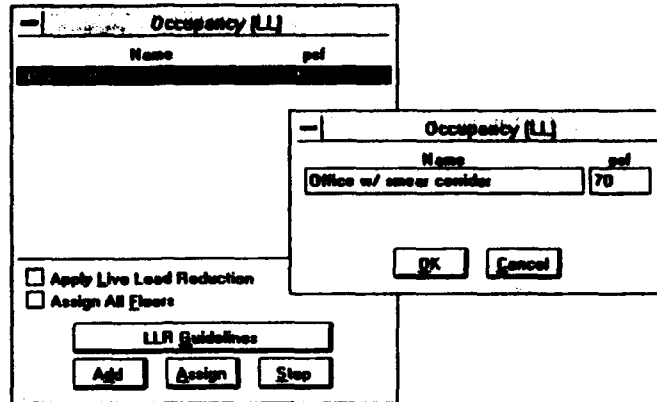 Occupancy (LL)
Name psf
Occupancy (LL)
Name psf
Office w/ smear corridor 70
OK Cancel
Apply Live Load Reduction
Assign All Floors
LLR Guidelines
Add Assign Stop